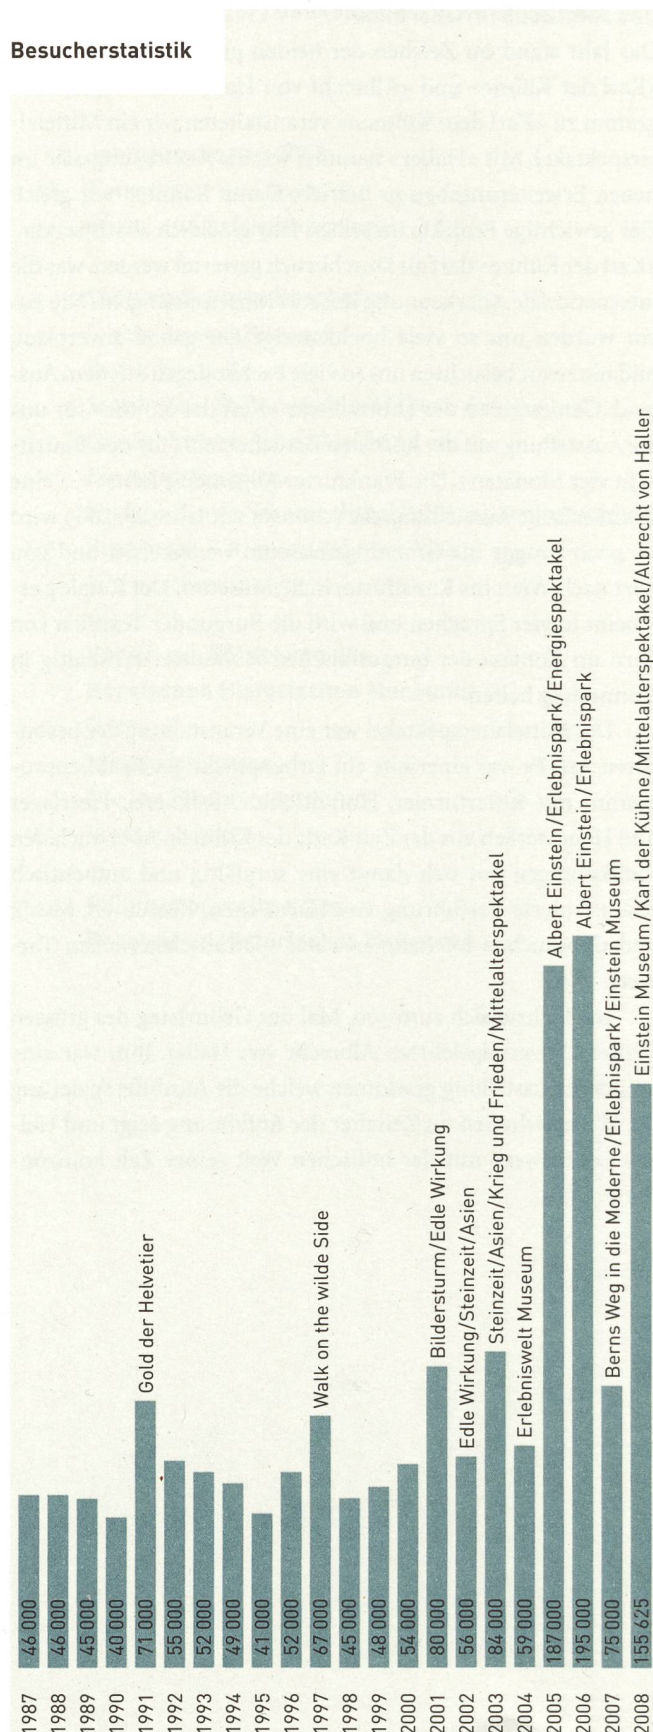 Besucherstatistik
1987 46 000
1988 46 000
1989 45 000
1990 40 000
1991 71 000 Gold der Helvetier
1992 55 000
1993 52 000
1994 49 000
1995 41 000
1996 52 000
1997 67 000 Walk on the wilde Side
1998 45 000
1999 48 000
2000 54 000
2001 80 000 Bildersturm/Edle Wirkung
2002 56 000 Edle Wirkung/Steinzeit/Asien
2003 84 000 Steinzeit/Asien/Krieg und Frieden/Mittelalterspektakel
2004 59 000 Erlebniswelt Museum
2005 187 000 Albert Einstein/Erlebnispark/Energiespektakel
2006 195 000 Albert Einstein/Erlebnispark
2007 75 000 Berns Weg in die Moderne/Erlebnispark/Einstein Museum
2008 155 625 Einstein Museum/Karl der Kühne/Mittelalterspektakel/Albrecht von Haller